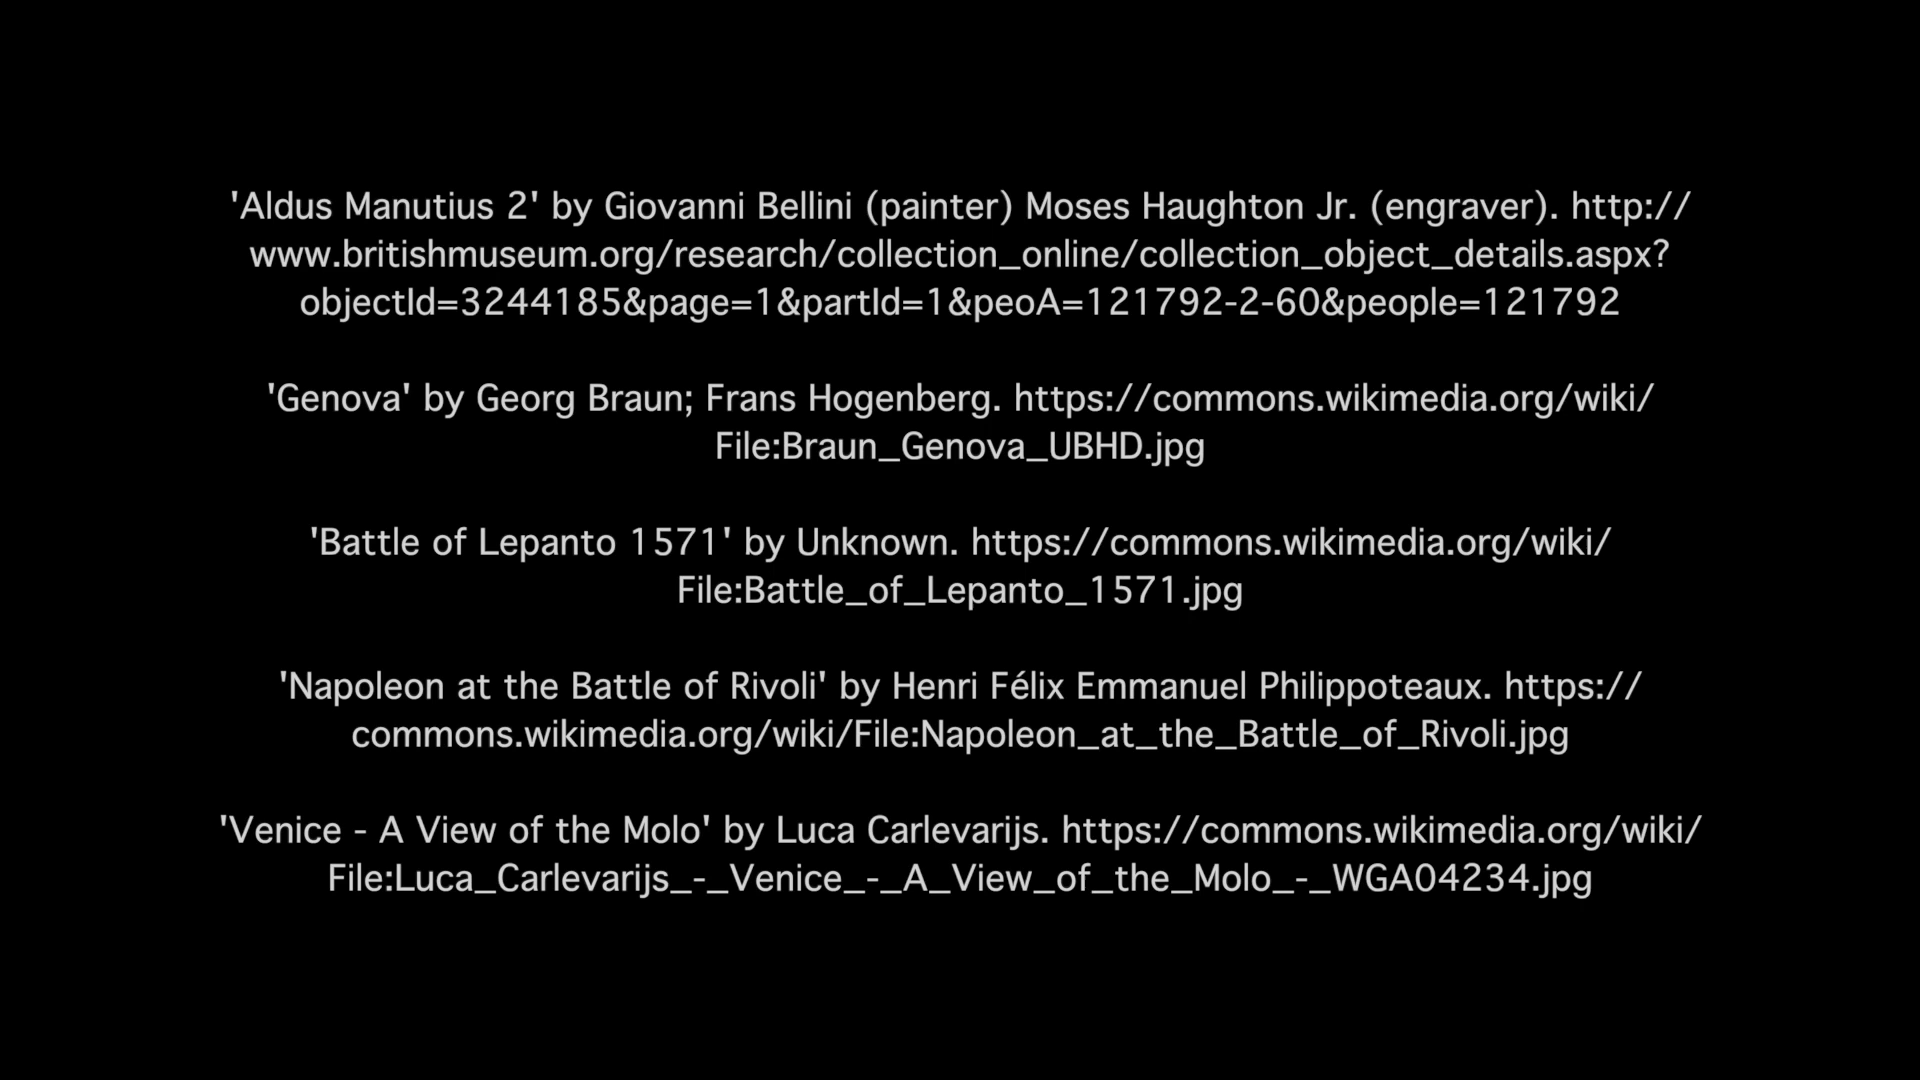 'Aldus Manutius 2' by Giovanni Bellini (painter) Moses Haughton Jr. (engraver). http://
www.britishmuseum.org/research/collection_online/collection_object_details.aspx?
objectId=3244185&page=1&partId=1&peoA=121792-2-60&people=121792
'Genova' by Georg Braun; Frans Hogenberg. https://commons.wikimedia.org/wiki/
File:Braun_Genova_UBHD.jpg
'Battle of Lepanto 1571' by Unknown. https://commons.wikimedia.org/wiki/
File:Battle_of_Lepanto_1571.jpg
'Napoleon at the Battle of Rivoli' by Henri Félix Emmanuel Philippoteaux. https://
commons.wikimedia.org/wiki/File:Napoleon_at_the_Battle_of_Rivoli.jpg
'Venice - A View of the Molo' by Luca Carlevarijs. https://commons.wikimedia.org/wiki/
File:Luca_Carlevarijs_-_Venice_-_A_View_of_the_Molo_-_WGA04234.jpg